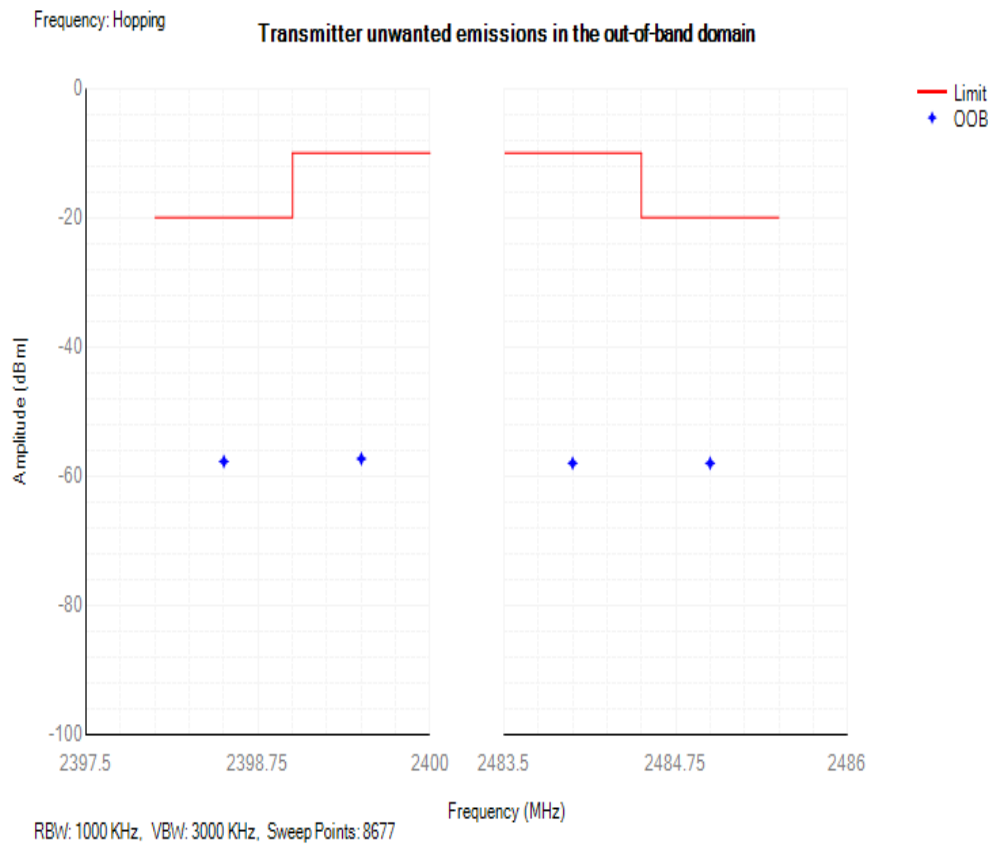 Frequency: Hopping
Transmitter unwanted emissions in the out-of-band domain
Limit
OOB
0
-20
-40
-60
-80
-100
Amplitude (dBm)
2397.5 2398.75 2400 2483.5 2484.75 2486
Frequency (MHz)
RBW: 1000 KHz, VBW: 3000 KHz, Sweep Points: 8677